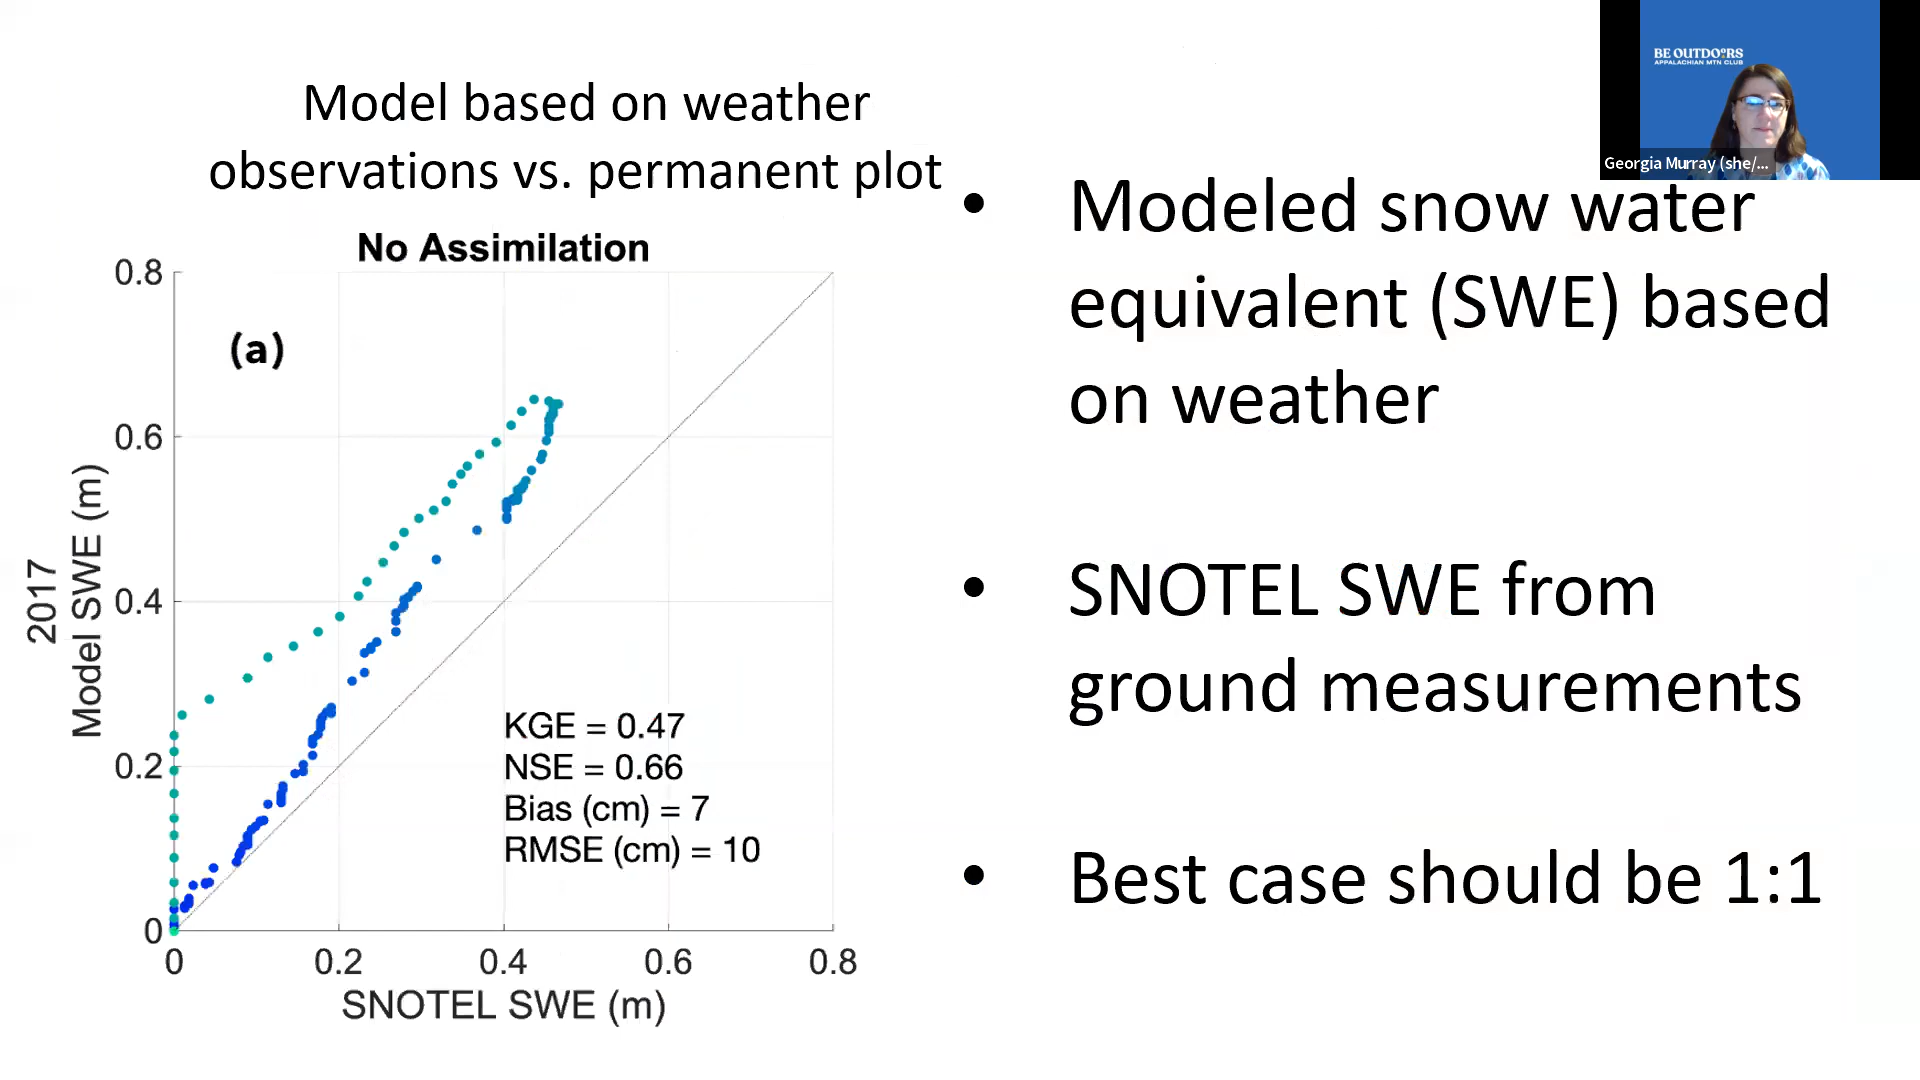 BE OUTDOORS
APPALACHIAN MTN CLUB
Georgia Murray (she/...
Model based on weather
observations vs. permanent plot
No Assimilation
(a)
0.8
0.6
0.4
0.2
0
2017
Model SWE (m)
KGE = 0.47
NSE = 0.66
Bias (cm) = 7
RMSE (cm) = 10
0 0.2 0.4 0.6 0.8
SNOTEL SWE (m)
• Modeled snow water
equivalent (SWE) based
on weather
• SNOTEL SWE from
ground measurements
• Best case should be 1:1